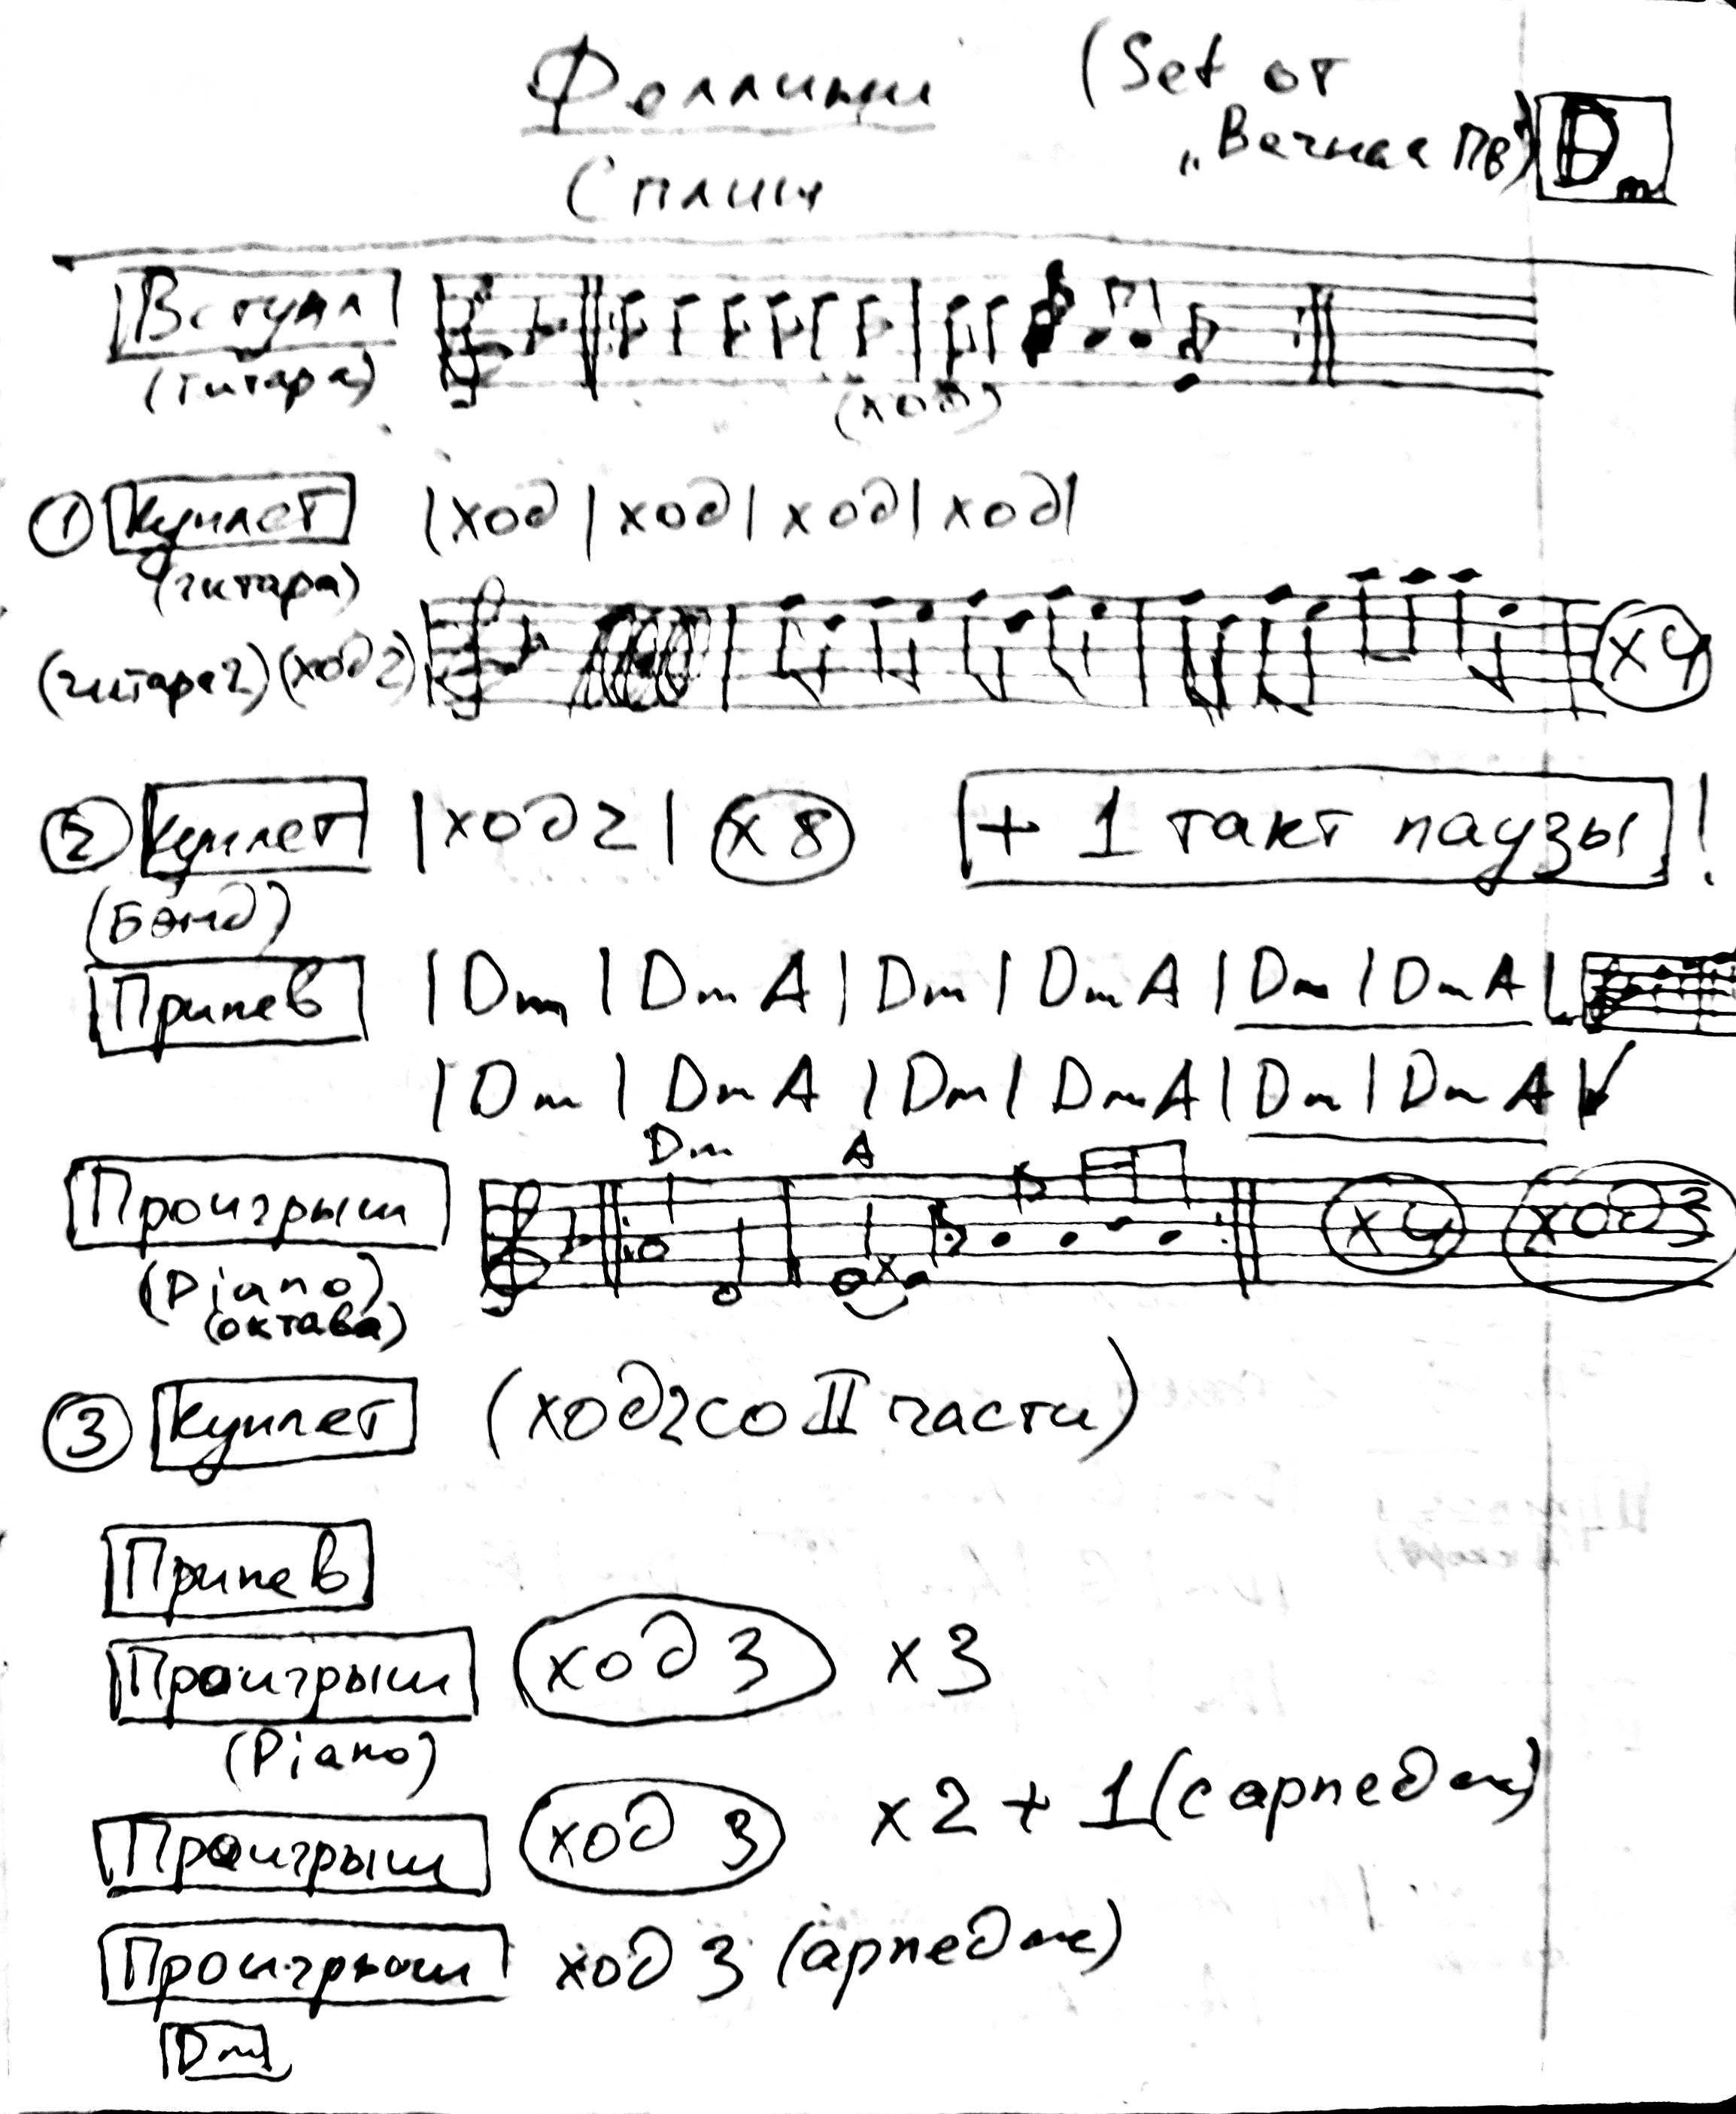 Феллини (Set от
Сплин „Вечная ПВ") Dm
Вступл
(гитара)
(ход)
① Куплет |ход|ход|ход|ход|
(гитара)
(гитара2) (ход2) x4
② Куплет |ход2| x8 + 1 такт паузы!
(Бэнд)
Припев |Dm|Dm A|Dm|Dm A|Dm|Dm A|
|Dm|Dm A|Dm|Dm A|Dm|Dm A|
Dm A
Проигрыш x4 ход3
(Piano)
(октава)
③ Куплет (ход2 со II части)
Припев
Проигрыш ход 3 x3
(Piano)
Проигрыш ход 3 x2 + 1 (с арпеджио)
Проигрыш ход 3 (арпеджио)
Dm